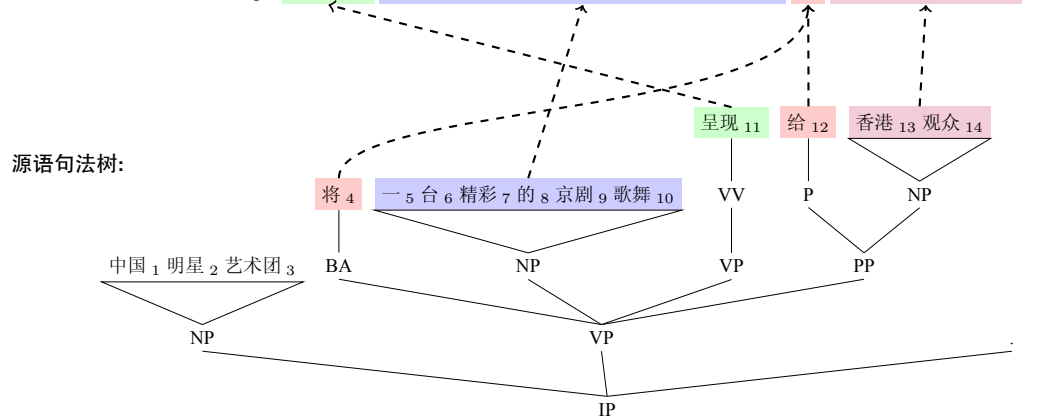 呈现 11 给 12 香港 13 观众 14
源语句法树:
将 4 一 5 台 6 精彩 7 的 8 京剧 9 歌舞 10 VV P NP
中国 1 明星 2 艺术团 3 BA NP VP PP
NP VP .
IP